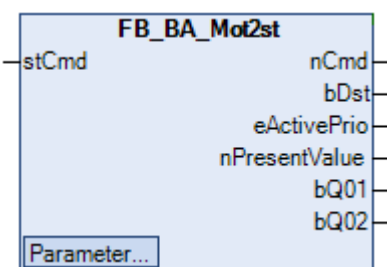 FB_BA_Mot2st
stCmd nCmd
bDst
eActivePrio
nPresentValue
bQ01
bQ02
Parameter...